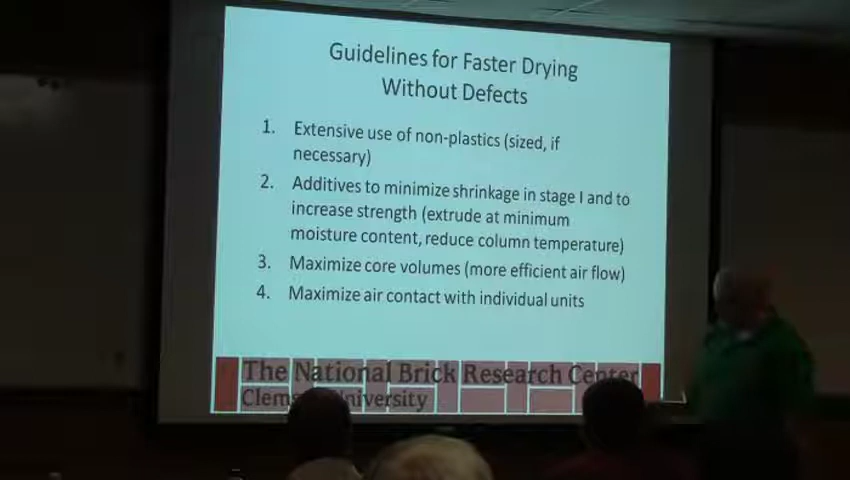 Guidelines for Faster Drying
Without Defects
1. Extensive use of non-plastics (sized, if
necessary)
2. Additives to minimize shrinkage in stage I and to
increase strength (extrude at minimum
moisture content, reduce column temperature)
3. Maximize core volumes (more efficient air flow)
4. Maximize air contact with individual units
The National Brick Research Center
University